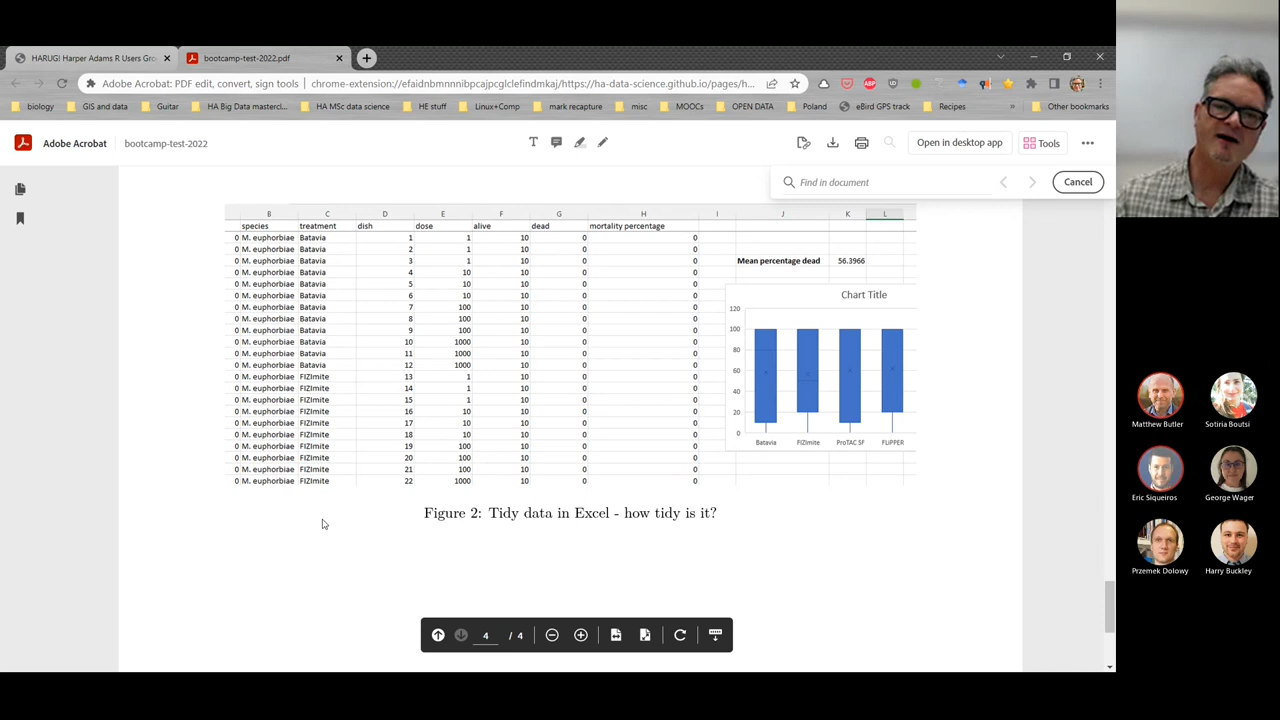 HARUG! Harper Adams R Users Gro
bootcamp-test-2022.pdf
Adobe Acrobat: PDF edit, convert, sign tools | chrome-extension://efaidnbmnnnibpcajpcglclefindmkaj/https://ha-data-science.github.io/pages/h...
biology GIS and data Guitar HA Big Data mastercl... HA MSc data science HE stuff Linux+Comp mark recapture misc MOOCs OPEN DATA Poland eBird GPS track Recipes » Other bookmarks
Adobe Acrobat bootcamp-test-2022 Open in desktop app Tools
Find in document Cancel
B C D E F G H I J K L
species treatment dish dose alive dead mortality percentage
0 M. euphorbiae Batavia 1 1 10 0 0
0 M. euphorbiae Batavia 2 1 10 0 0
0 M. euphorbiae Batavia 3 1 10 0 0 Mean percentage dead 56.3966
0 M. euphorbiae Batavia 4 10 10 0 0
0 M. euphorbiae Batavia 5 10 10 0 0
0 M. euphorbiae Batavia 6 10 10 0 0
0 M. euphorbiae Batavia 7 100 10 0 0
0 M. euphorbiae Batavia 8 100 10 0 0
0 M. euphorbiae Batavia 9 100 10 0 0
0 M. euphorbiae Batavia 10 1000 10 0 0
0 M. euphorbiae Batavia 11 1000 10 0 0
0 M. euphorbiae Batavia 12 1000 10 0 0
0 M. euphorbiae FIZImite 13 1 10 0 0
0 M. euphorbiae FIZImite 14 1 10 0 0
0 M. euphorbiae FIZImite 15 1 10 0 0
0 M. euphorbiae FIZImite 16 10 10 0 0
0 M. euphorbiae FIZImite 17 10 10 0 0
0 M. euphorbiae FIZImite 18 10 10 0 0
0 M. euphorbiae FIZImite 19 100 10 0 0
0 M. euphorbiae FIZImite 20 100 10 0 0
0 M. euphorbiae FIZImite 21 100 10 0 0
0 M. euphorbiae FIZImite 22 1000 10 0 0
Chart Title
120
100
80
60
40
20
0
Batavia FIZImite ProTAC SF FLiPPER
Figure 2: Tidy data in Excel - how tidy is it?
4 / 4
Matthew Butler Sotiria Boutsi
Eric Siqueiros George Wager
Przemek Dolowy Harry Buckley